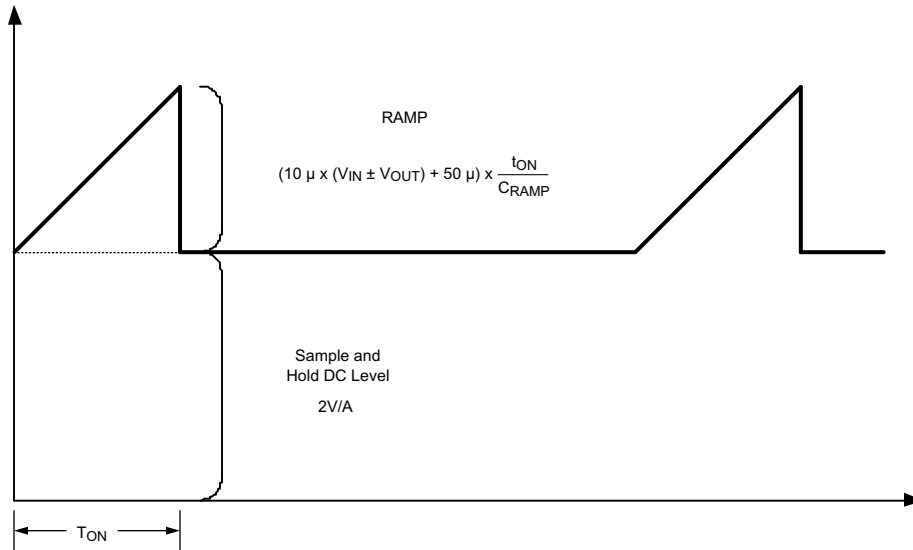 RAMP
(10 µ x (VIN ± VOUT) + 50 µ) x tON
CRAMP
Sample and
Hold DC Level
2V/A
TON